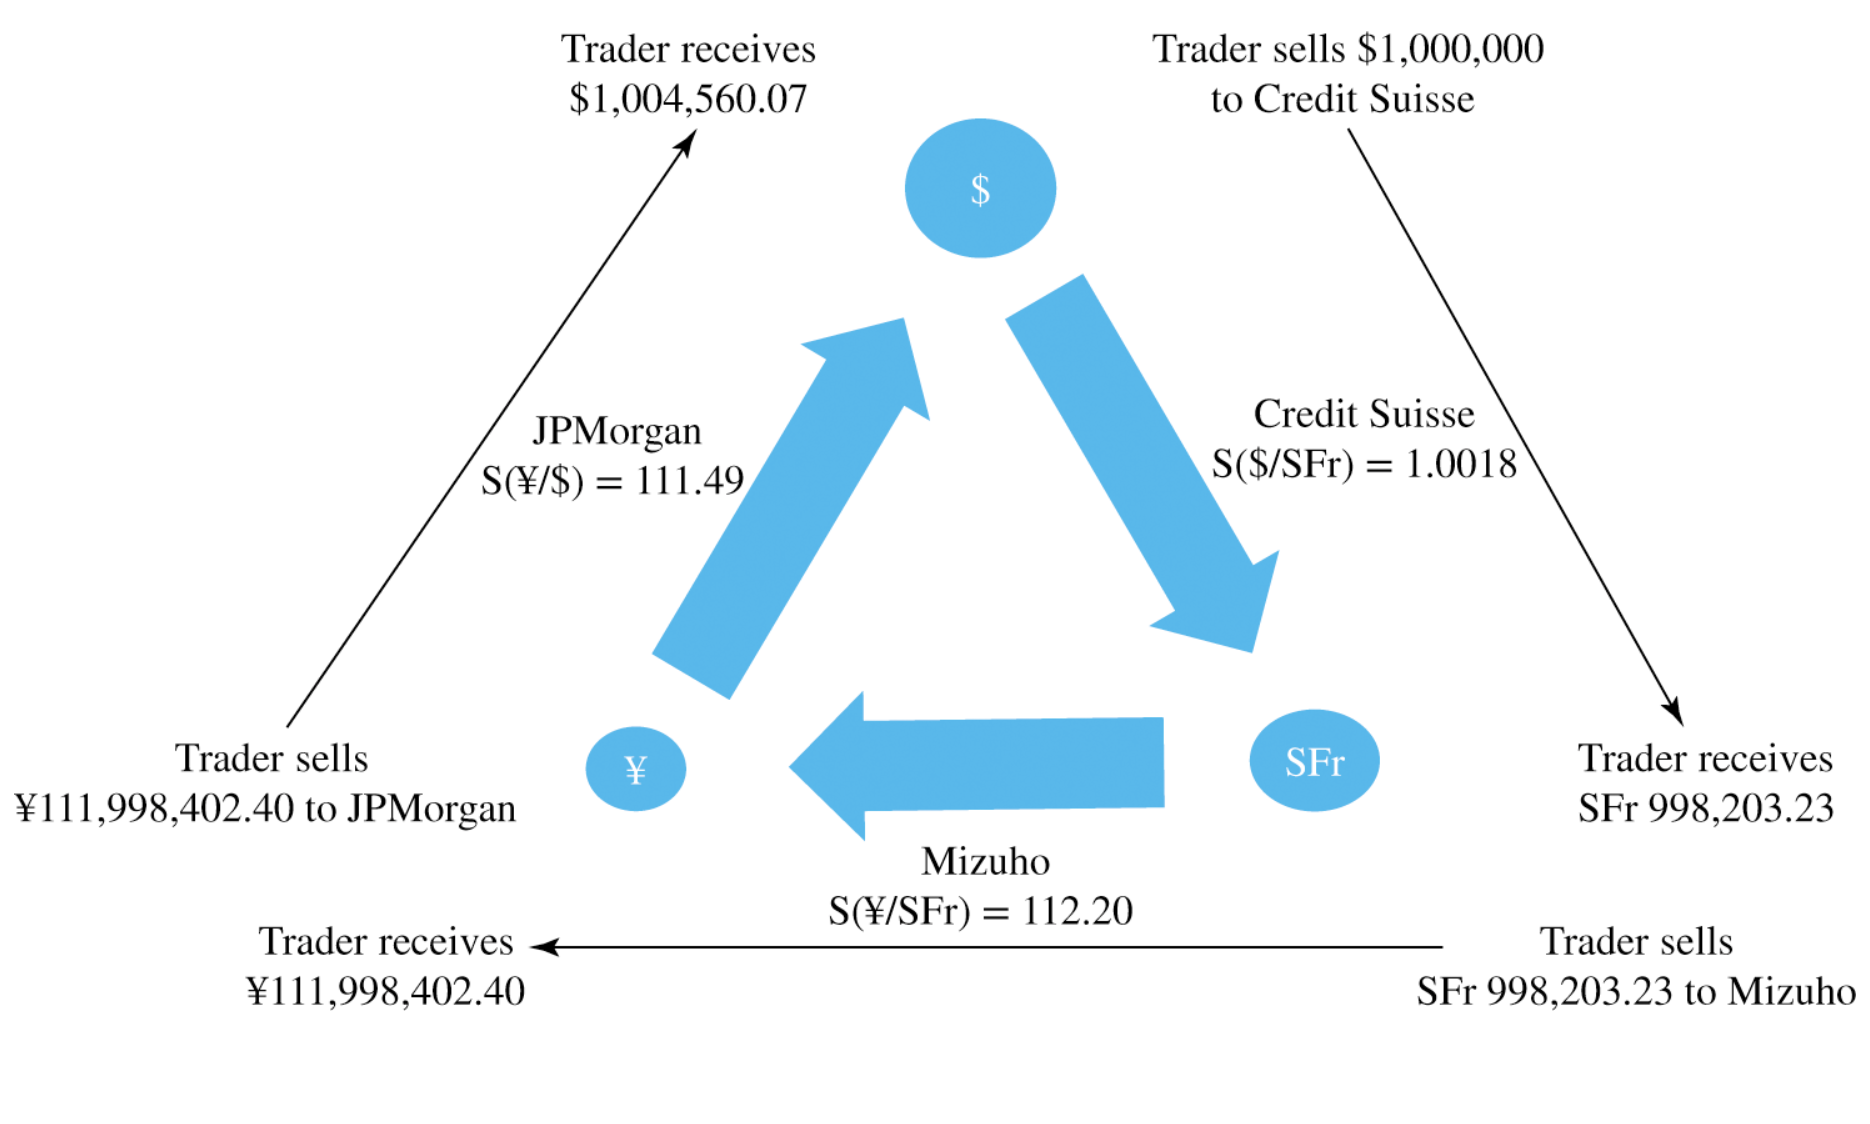 Trader receives
$1,004,560.07
Trader sells $1,000,000
to Credit Suisse
$
JPMorgan
S(¥/$) = 111.49
Credit Suisse
S($/SFr) = 1.0018
Trader sells
¥111,998,402.40 to JPMorgan
¥
SFr
Trader receives
SFr 998,203.23
Mizuho
S(¥/SFr) = 112.20
Trader receives
¥111,998,402.40
Trader sells
SFr 998,203.23 to Mizuho